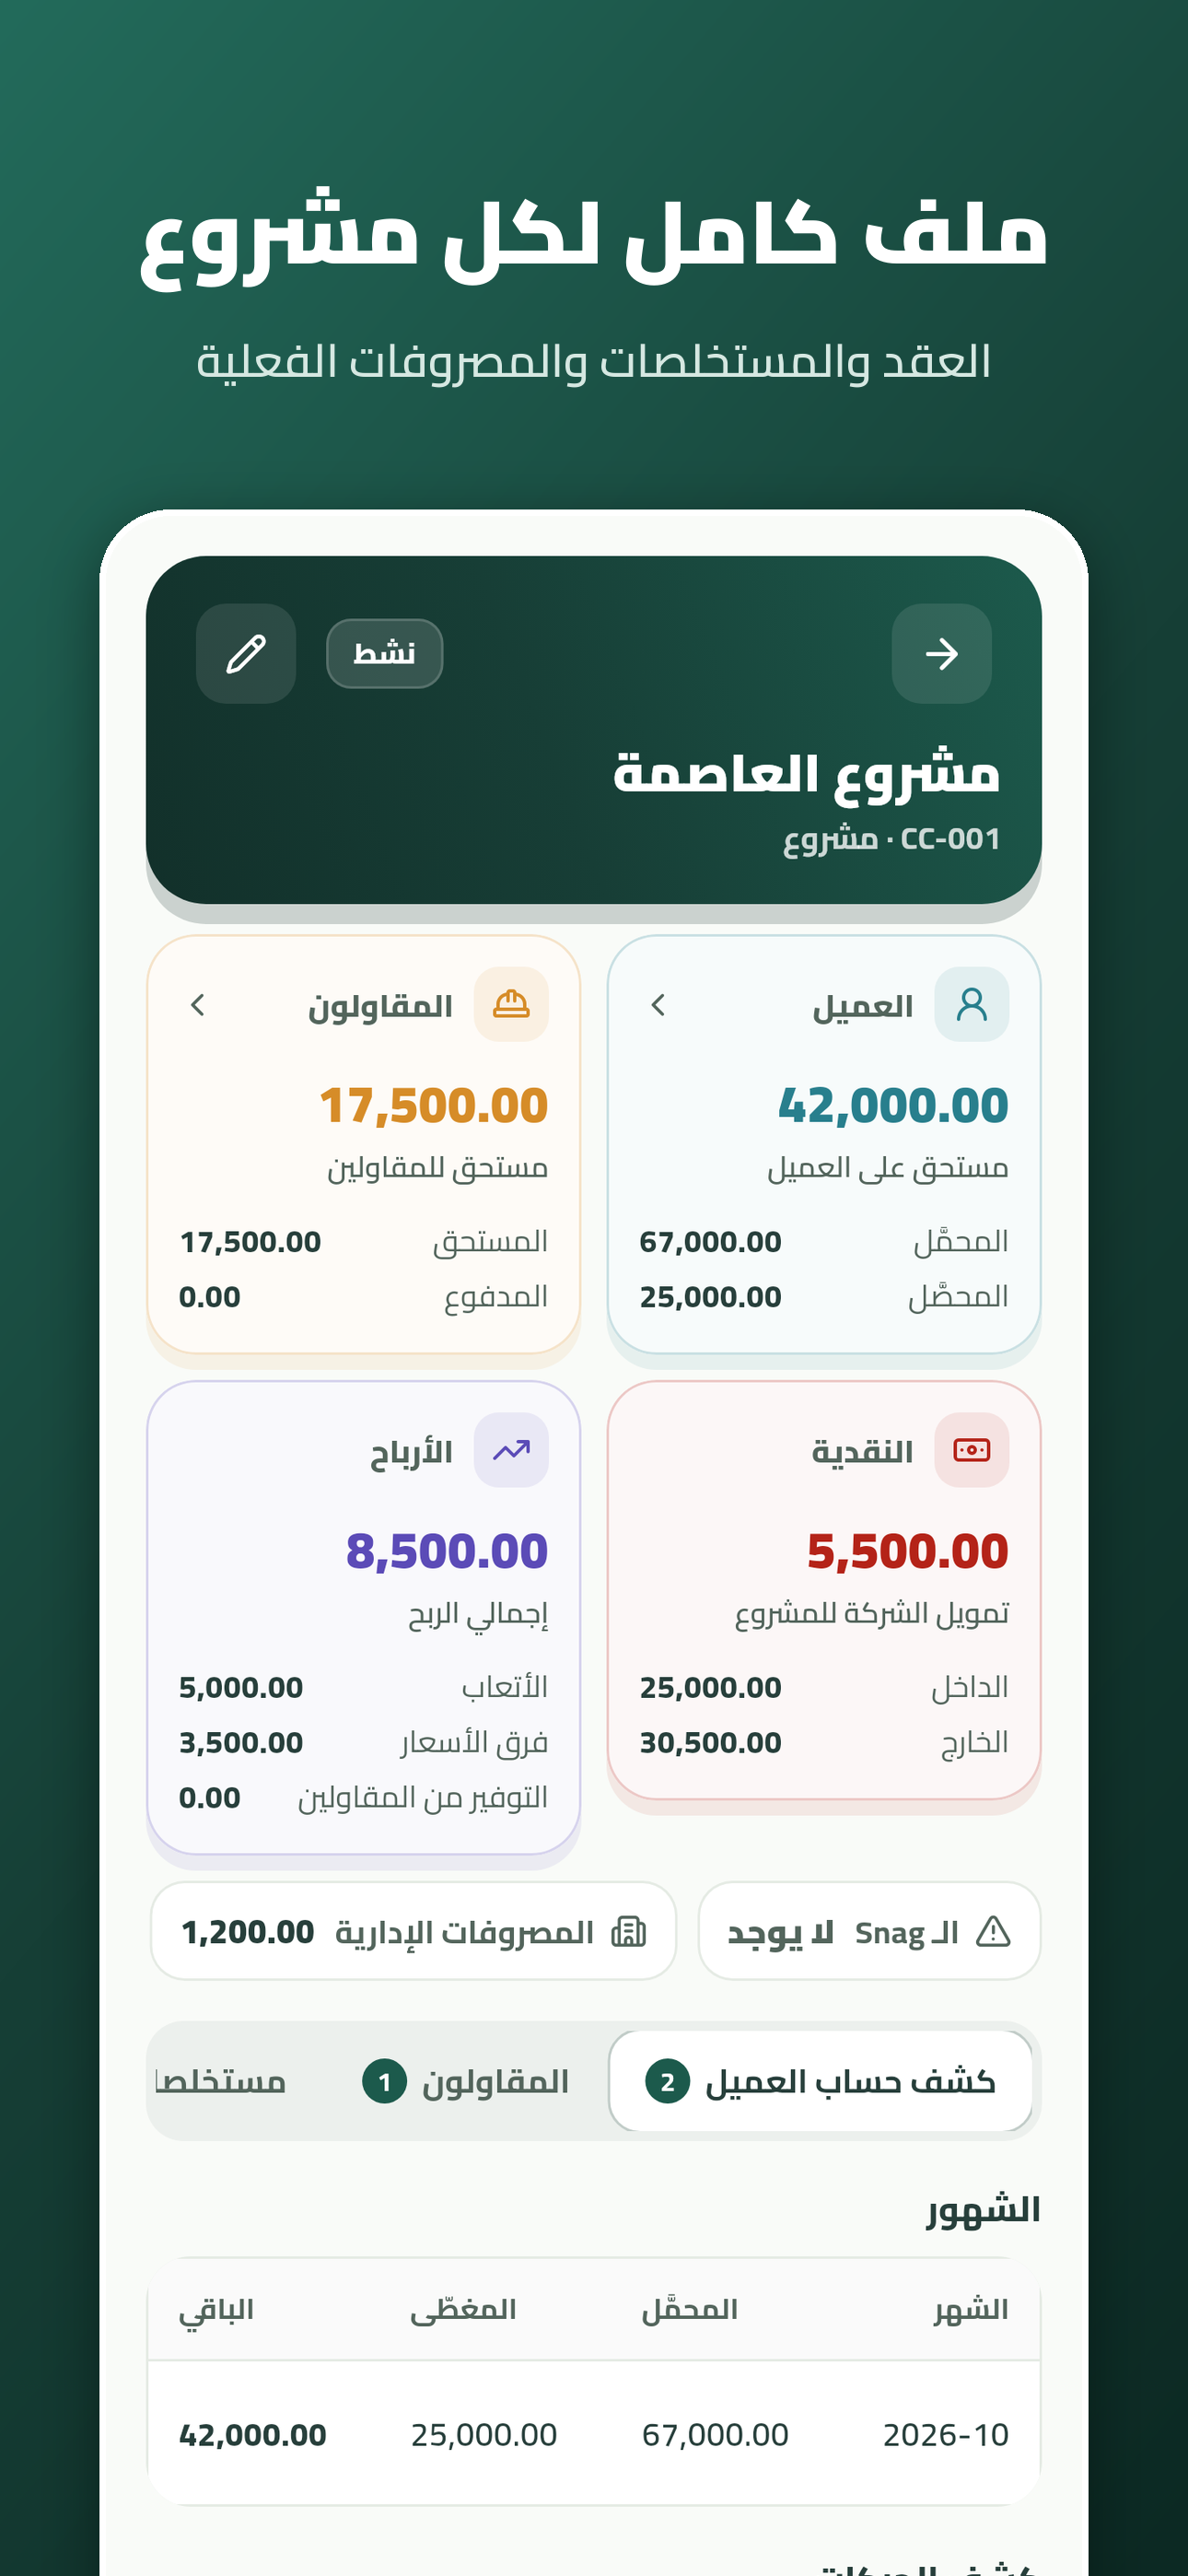 ملف كامل لكل مشروع
العقد والمستخلصات والمصروفات الفعلية
نشط
مشروع العاصمة
CC-001 · مشروع
العميل
42,000.00
مستحق على العميل
المحمَّل 67,000.00
المحصَّل 25,000.00
المقاولون
17,500.00
مستحق للمقاولين
المستحق 17,500.00
المدفوع 0.00
النقدية
5,500.00
تمويل الشركة للمشروع
الداخل 25,000.00
الخارج 30,500.00
الأرباح
8,500.00
إجمالي الربح
الأتعاب 5,000.00
فرق الأسعار 3,500.00
التوفير من المقاولين 0.00
الـ Snag لا يوجد
المصروفات الإدارية 1,200.00
كشف حساب العميل 2 المقاولون 1 مستخلصا
الشهور
الشهر المحمَّل المغطّى الباقي
2026-10 67,000.00 25,000.00 42,000.00